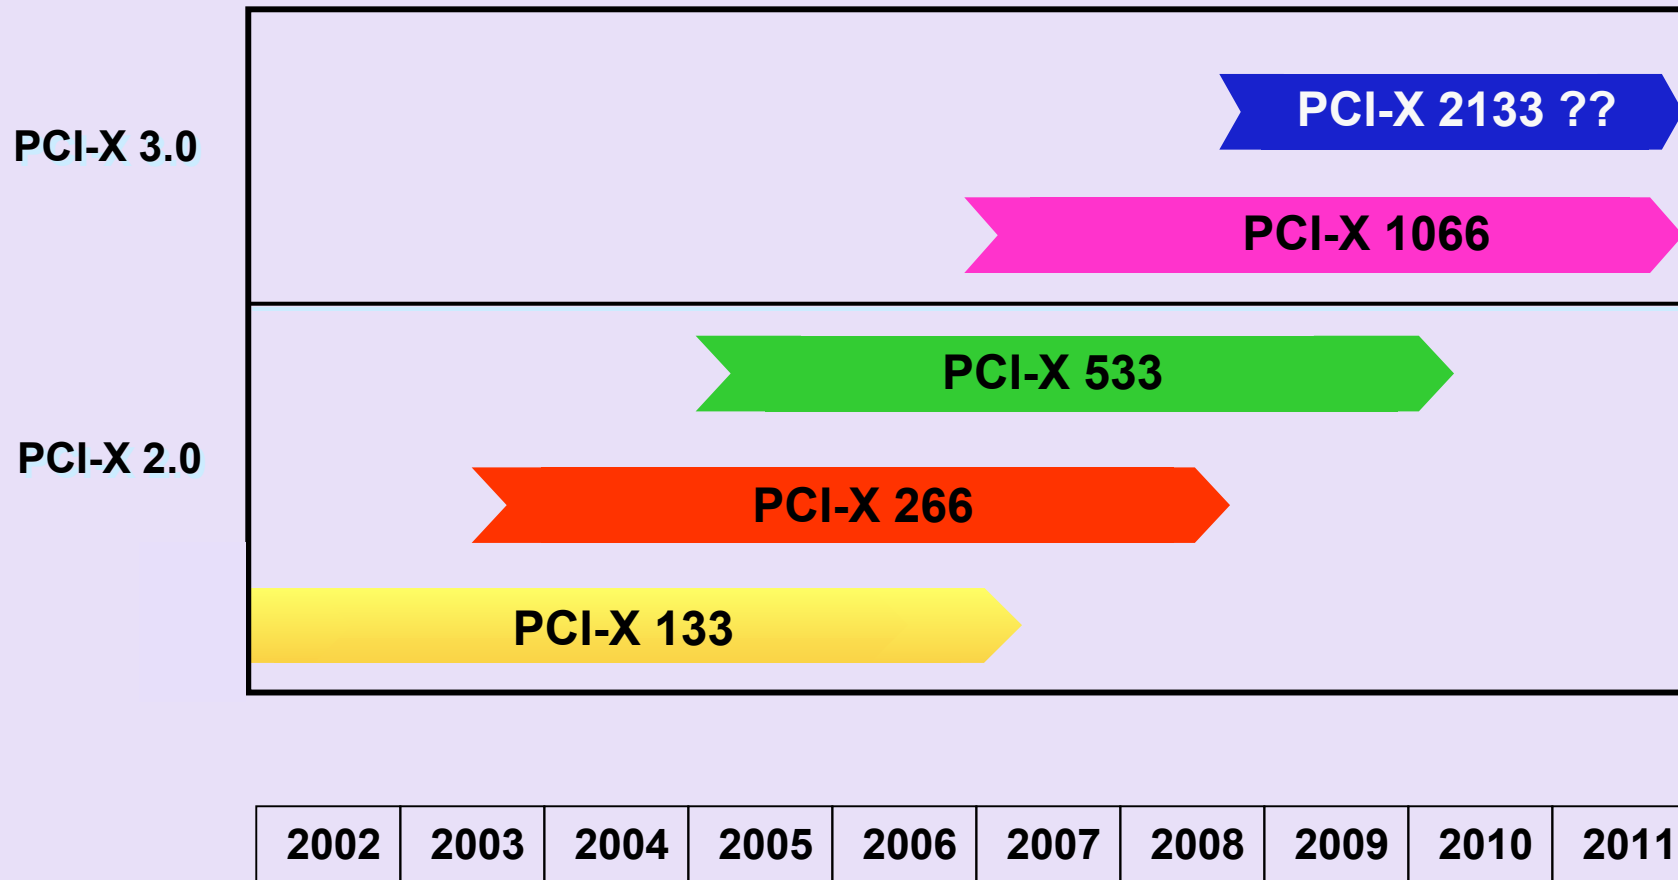 PCI-X 3.0
PCI-X 2133 ??
PCI-X 1066
PCI-X 2.0
PCI-X 533
PCI-X 266
PCI-X 133
2002 2003 2004 2005 2006 2007 2008 2009 2010 2011